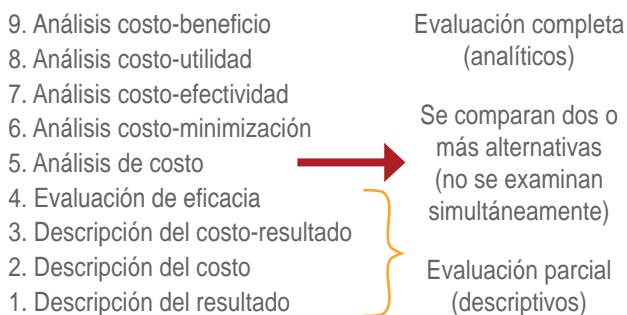 9. Análisis costo-beneficio
8. Análisis costo-utilidad
7. Análisis costo-efectividad
6. Análisis costo-minimización
5. Análisis de costo
4. Evaluación de eficacia
3. Descripción del costo-resultado
2. Descripción del costo
1. Descripción del resultado
Evaluación completa
(analíticos)
Se comparan dos o
más alternativas
(no se examinan
simultáneamente)
Evaluación parcial
(descriptivos)